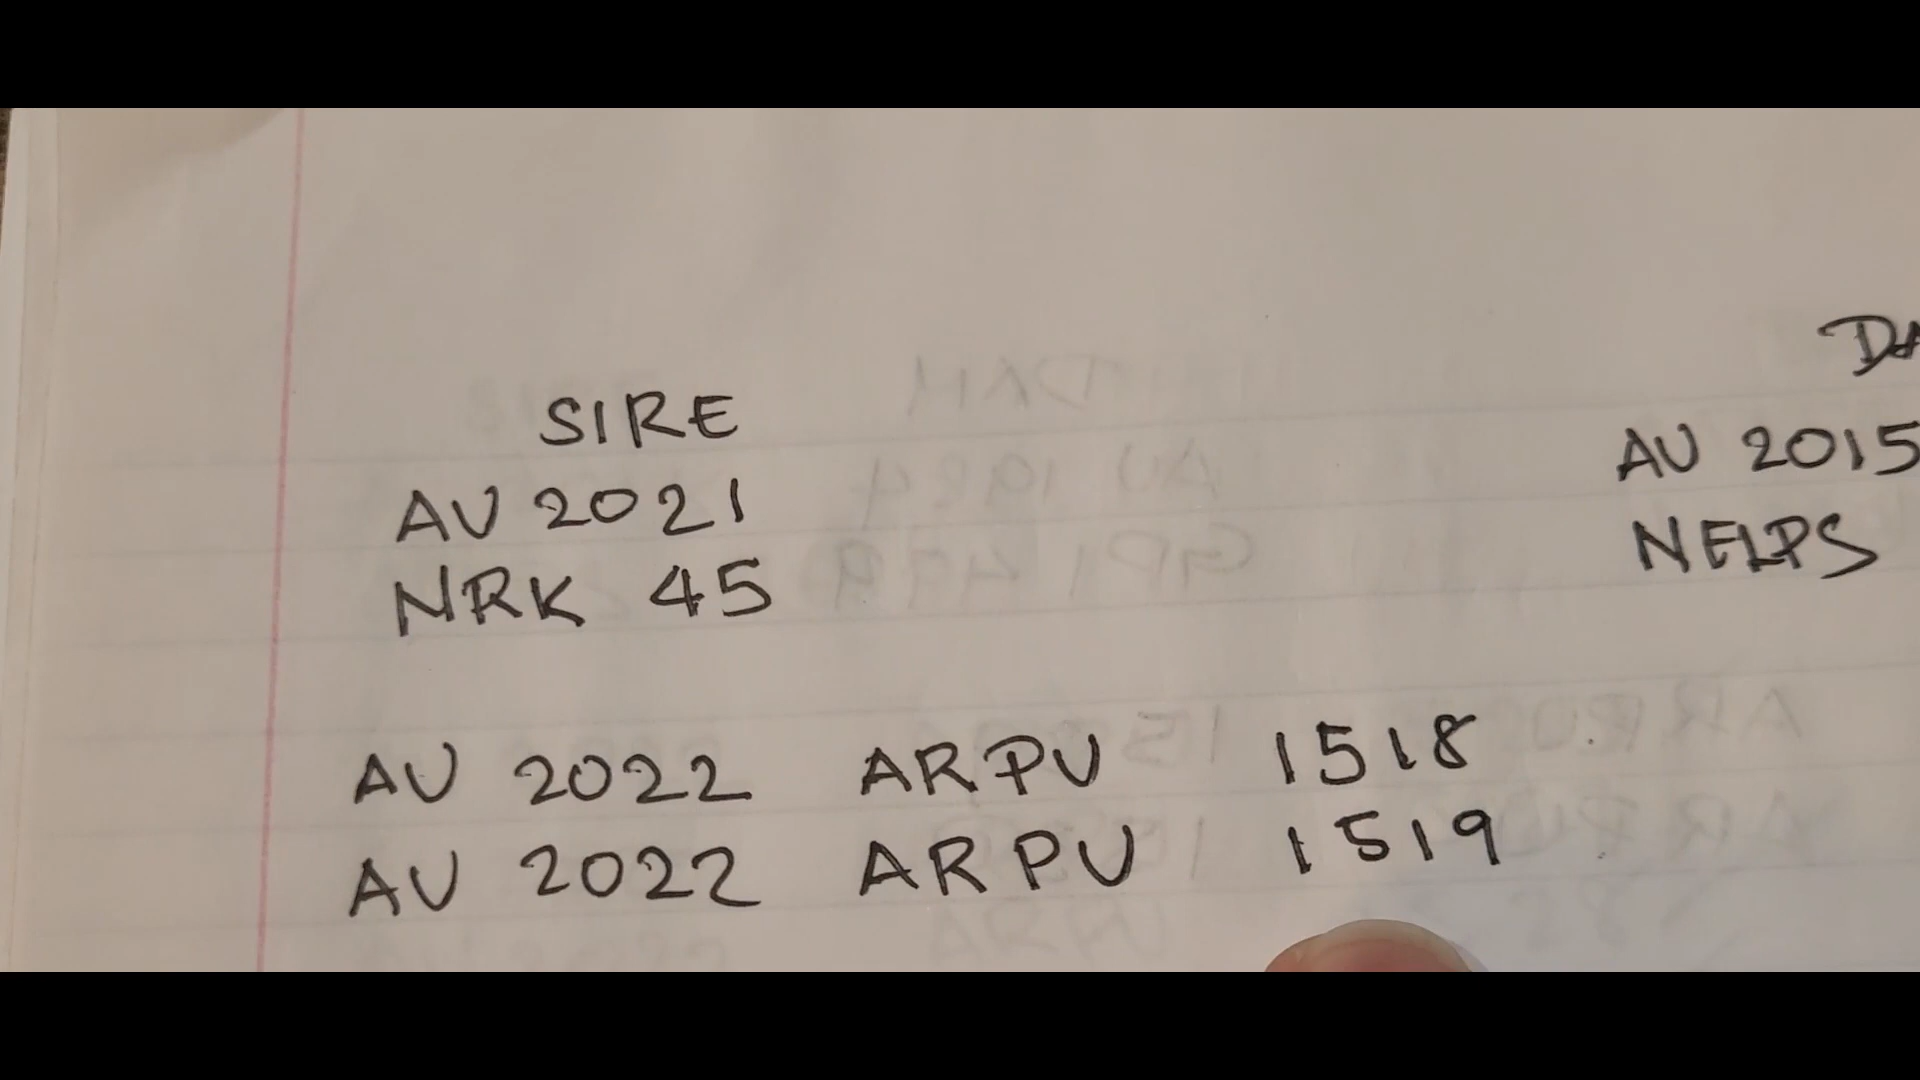 SIRE
AU 2021
NRK 45
AU 2015
NELPS
AU 2022 ARPU 1518
AU 2022 ARPU 1519